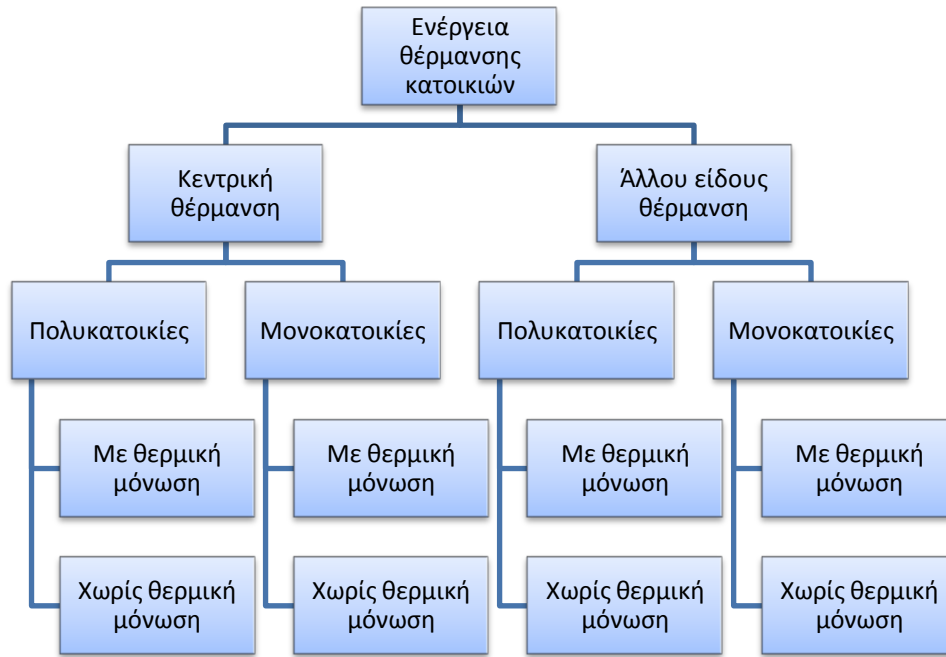 Ενέργεια
θέρμανσης
κατοικιών
Κεντρική
θέρμανση
Άλλου είδους
θέρμανση
Πολυκατοικίες
Μονοκατοικίες
Πολυκατοικίες
Μονοκατοικίες
Με θερμική
μόνωση
Με θερμική
μόνωση
Με θερμική
μόνωση
Με θερμική
μόνωση
Χωρίς θερμική
μόνωση
Χωρίς θερμική
μόνωση
Χωρίς θερμική
μόνωση
Χωρίς θερμική
μόνωση